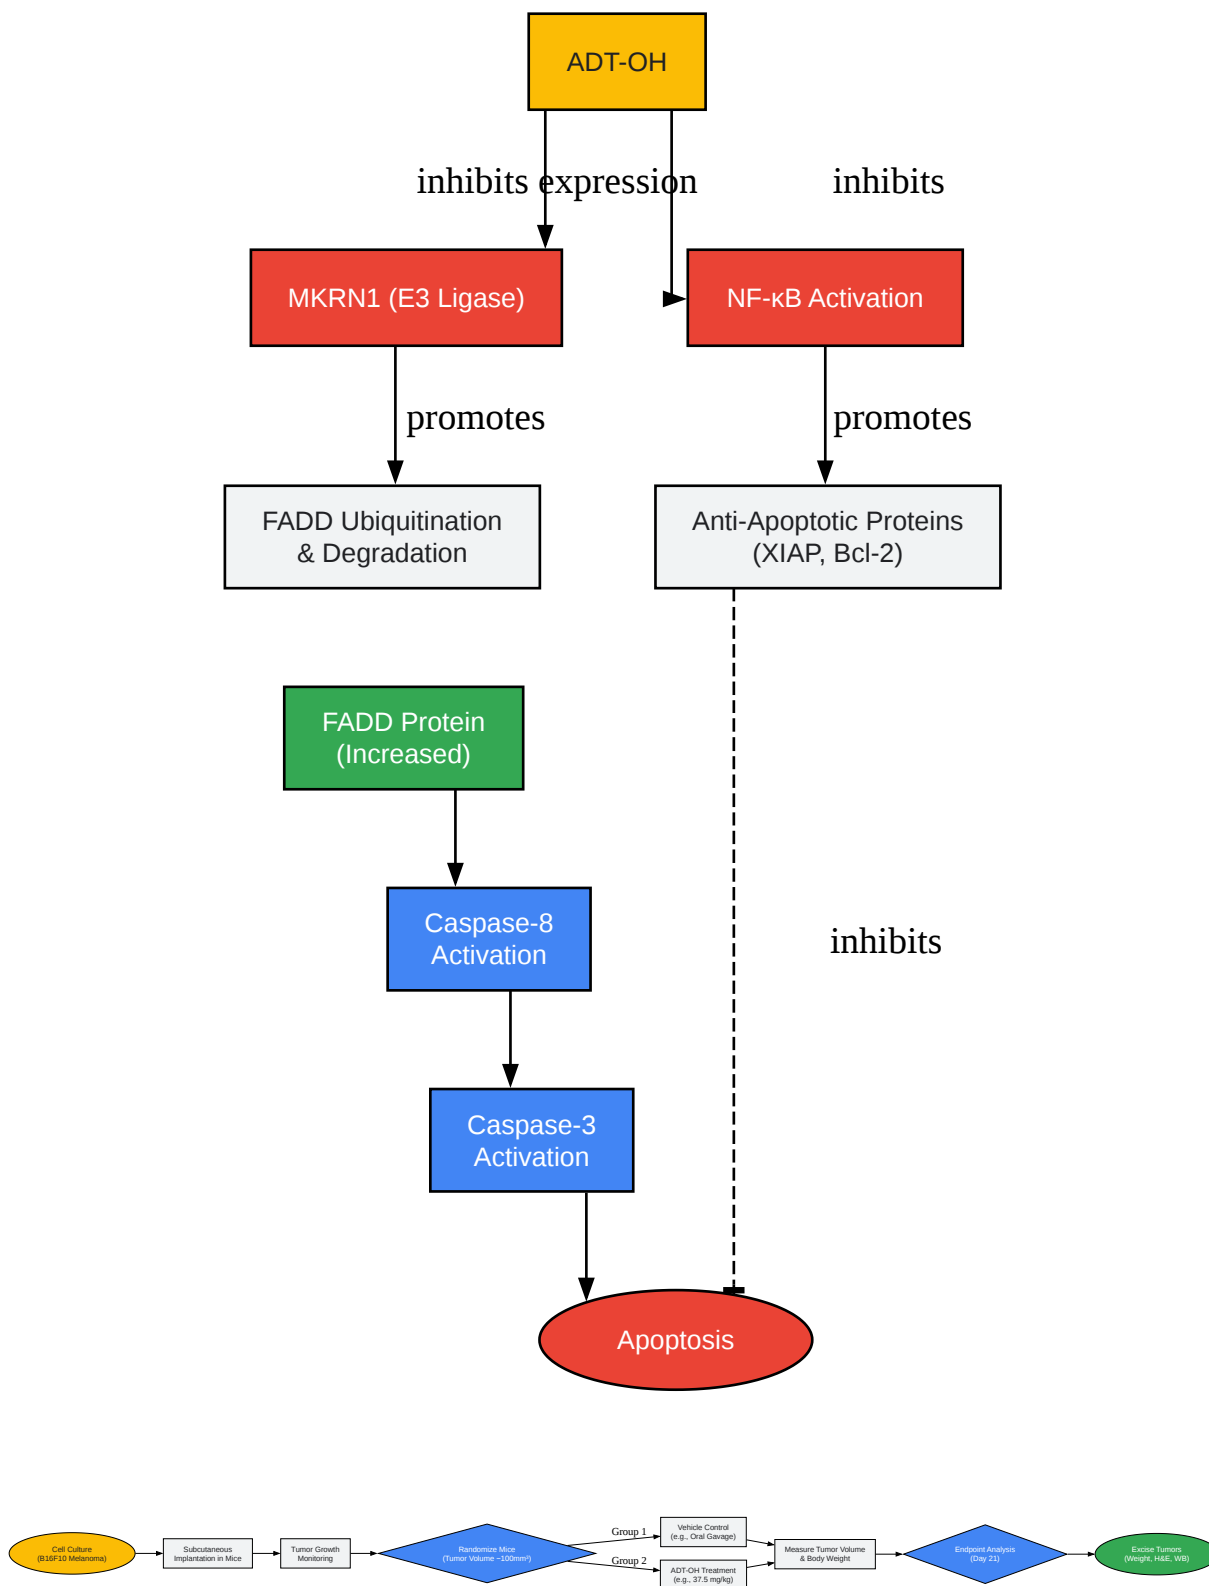 ADT-OH
inhibits expression
inhibits
MKRN1 (E3 Ligase)
NF-κB Activation
promotes
promotes
FADD Ubiquitination
& Degradation
Anti-Apoptotic Proteins
(XIAP, Bcl-2)
FADD Protein
(Increased)
Caspase-8
Activation
inhibits
Caspase-3
Activation
Apoptosis
Cell Culture
(B16F10 Melanoma)
Subcutaneous
Implantation in Mice
Tumor Growth
Monitoring
Randomize Mice
(Tumor Volume ~100mm³)
Group 1
Group 2
Vehicle Control
(e.g., Oral Gavage)
ADT-OH Treatment
(e.g., 37.5 mg/kg)
Measure Tumor Volume
& Body Weight
Endpoint Analysis
(Day 21)
Excise Tumors
(Weight, H&E, WB)